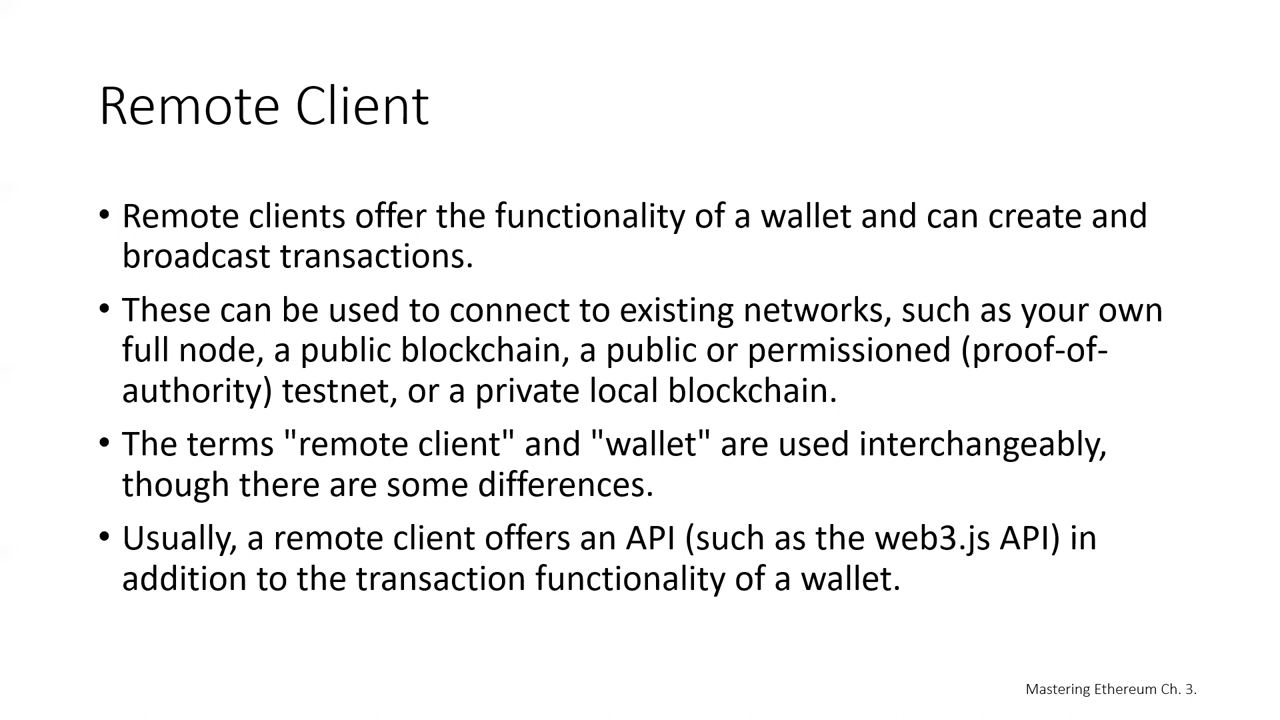 Remote Client
• Remote clients offer the functionality of a wallet and can create and
broadcast transactions.
• These can be used to connect to existing networks, such as your own
full node, a public blockchain, a public or permissioned (proof-of-
authority) testnet, or a private local blockchain.
• The terms "remote client" and "wallet" are used interchangeably,
though there are some differences.
• Usually, a remote client offers an API (such as the web3.js API) in
addition to the transaction functionality of a wallet.
Mastering Ethereum Ch. 3.